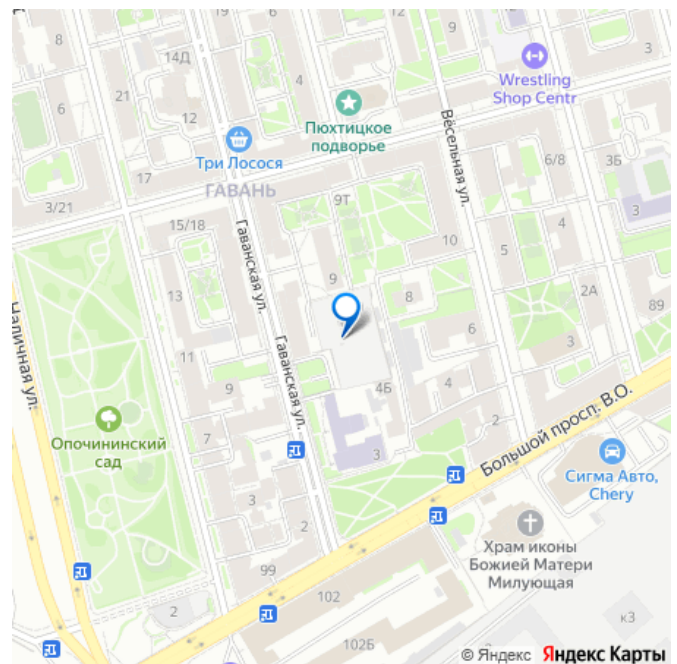 8
14Д
19
2
12
9
3
6
21
12
4
Wrestling
Shop Centr
Пюхтицкое
подворье
Вёсельная ул.
Три Лосося
17
ГАВАНЬ
6/8
3Б
3/21
9Т
3
15/18
4
Гаванская ул.
10
5
13
9
8
2А
89
Наличная ул.
11
6
3
Гаванская ул.
9
4Б
4
Опочининский
сад
7
2
Большой просп. В.О.
3
Сигма Авто,
Chery
3
2
Храм иконы
Божией Матери
Милующая
99
2
102
к3
102Б
© Яндекс Яндекс Карты